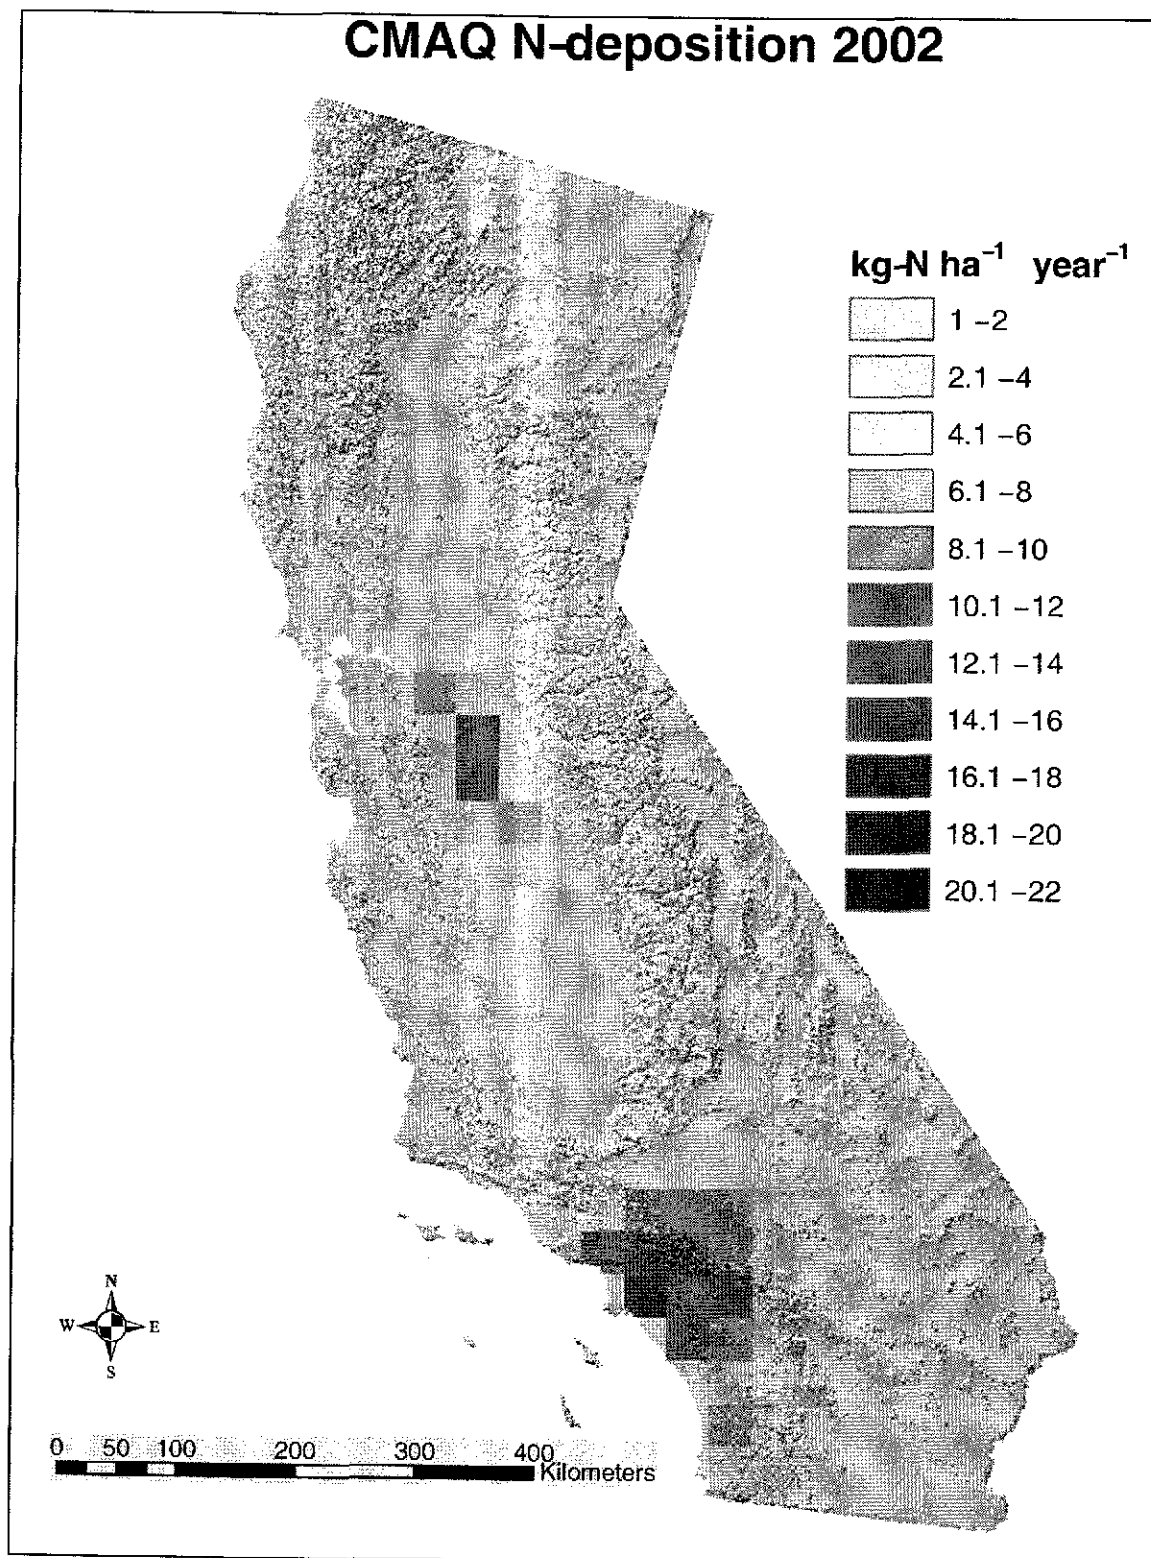 CMAQ N-deposition 2002
kg-N ha⁻¹ year⁻¹
1 -2
2.1 -4
4.1 -6
6.1 -8
8.1 -10
10.1 -12
12.1 -14
14.1 -16
16.1 -18
18.1 -20
20.1 -22
N
W E
S
0 50 100 200 300 400
Kilometers